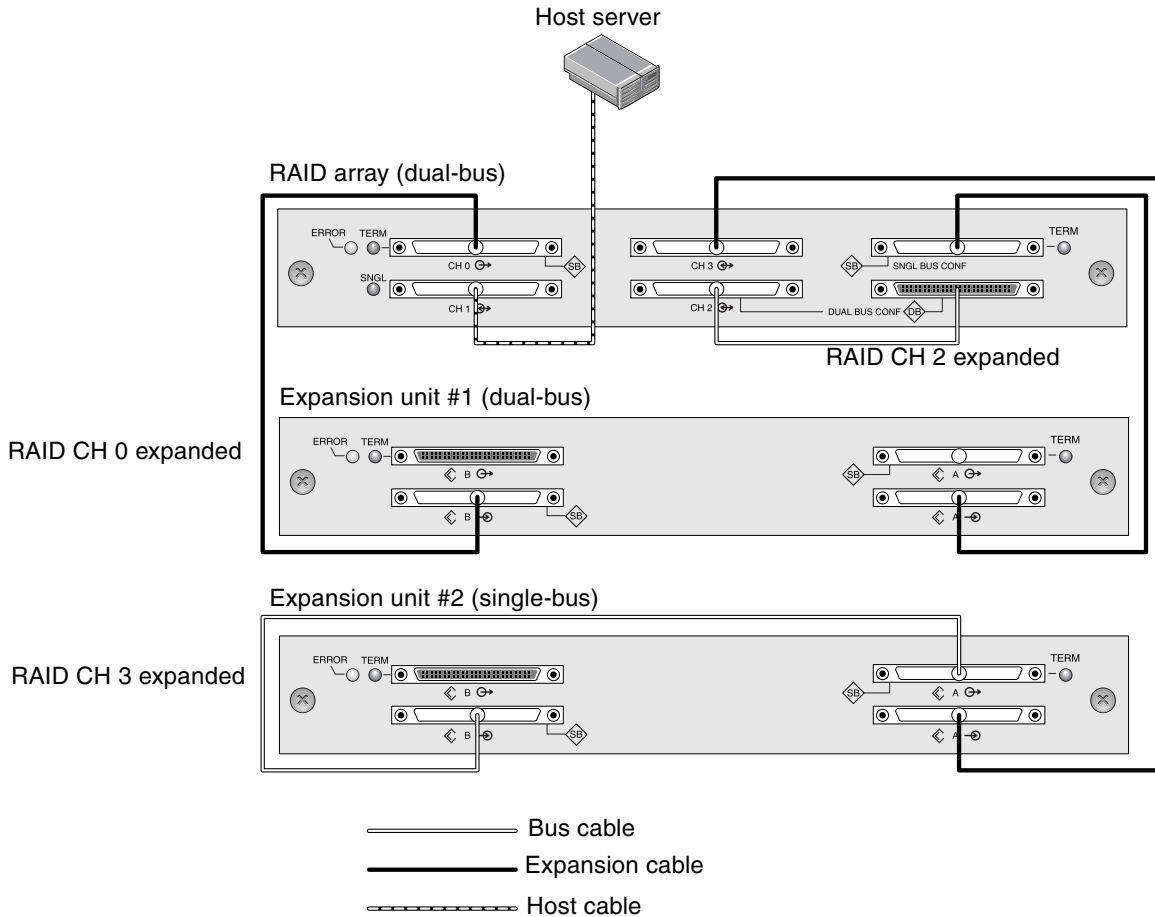 Host server
RAID array (dual-bus)
ERROR TERM
TERM
CH 0
SB
CH 3
SB
SNGL BUS CONF
SNGL
CH 1
CH 2
DUAL BUS CONF
DB
RAID CH 2 expanded
Expansion unit #1 (dual-bus)
RAID CH 0 expanded
ERROR TERM
TERM
B
SB
A
B
SB
A
Expansion unit #2 (single-bus)
RAID CH 3 expanded
ERROR TERM
TERM
B
SB
A
B
SB
A
Bus cable
Expansion cable
Host cable